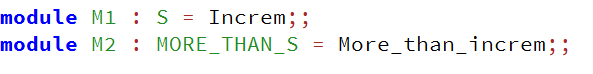 module M1 : S = Increm;;
module M2 : MORE_THAN_S = More_than_increm;;